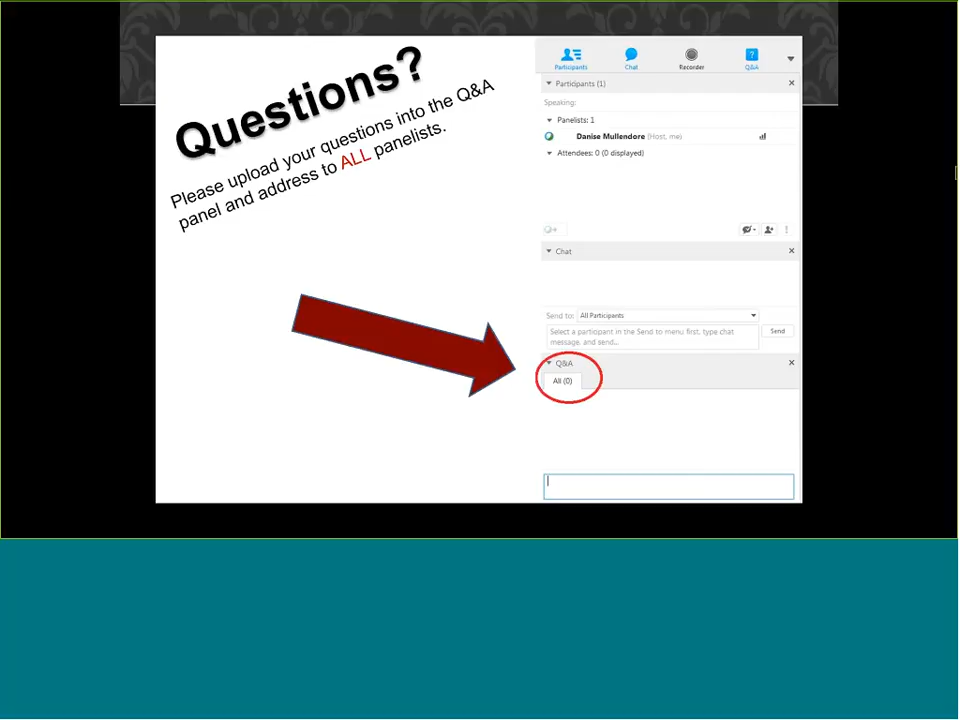 Questions?
Please upload your questions into the Q&A
panel and address to ALL panelists.
Participants Chat Recorder Q&A
Participants (1)
Speaking:
Panelists: 1
Danise Mullendore (Host, me)
Attendees: 0 (0 displayed)
Chat
Send to: All Participants
Select a participant in the Send to menu first, type chat
message, and send...
Send
Q&A
All (0)